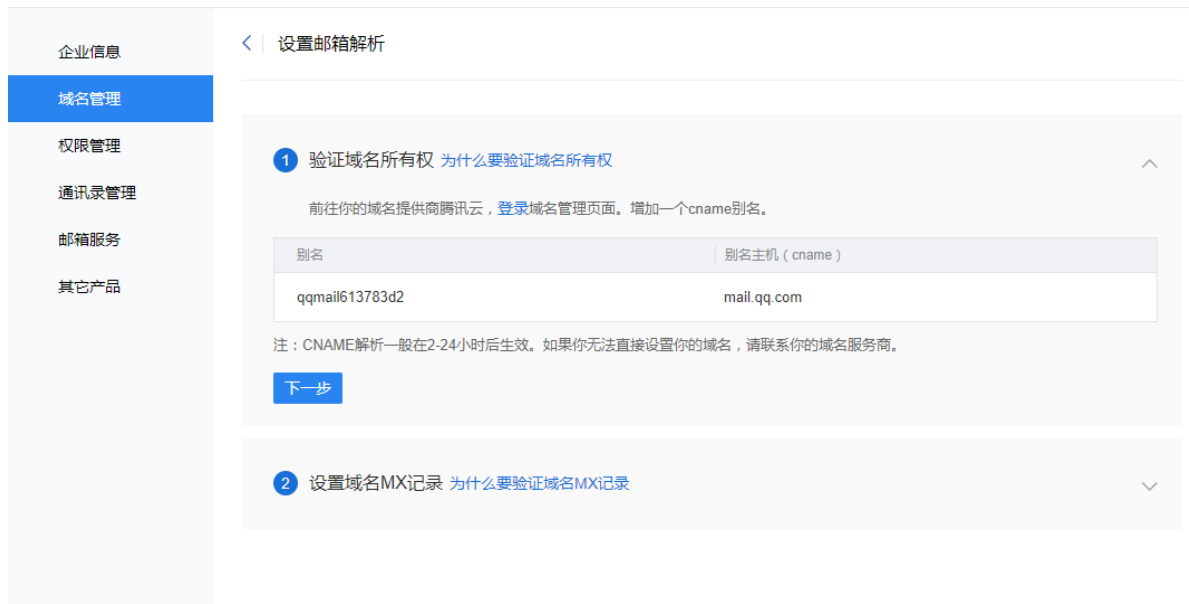 企业信息
域名管理
权限管理
通讯录管理
邮箱服务
其它产品
设置邮箱解析
1 验证域名所有权 为什么要验证域名所有权
前往你的域名提供商腾讯云，登录域名管理页面。增加一个cname别名。
别名 别名主机（cname）
qqmail613783d2 mail.qq.com
注：CNAME解析一般在2-24小时后生效。如果你无法直接设置你的域名，请联系你的域名服务商。
下一步
2 设置域名MX记录 为什么要验证域名MX记录